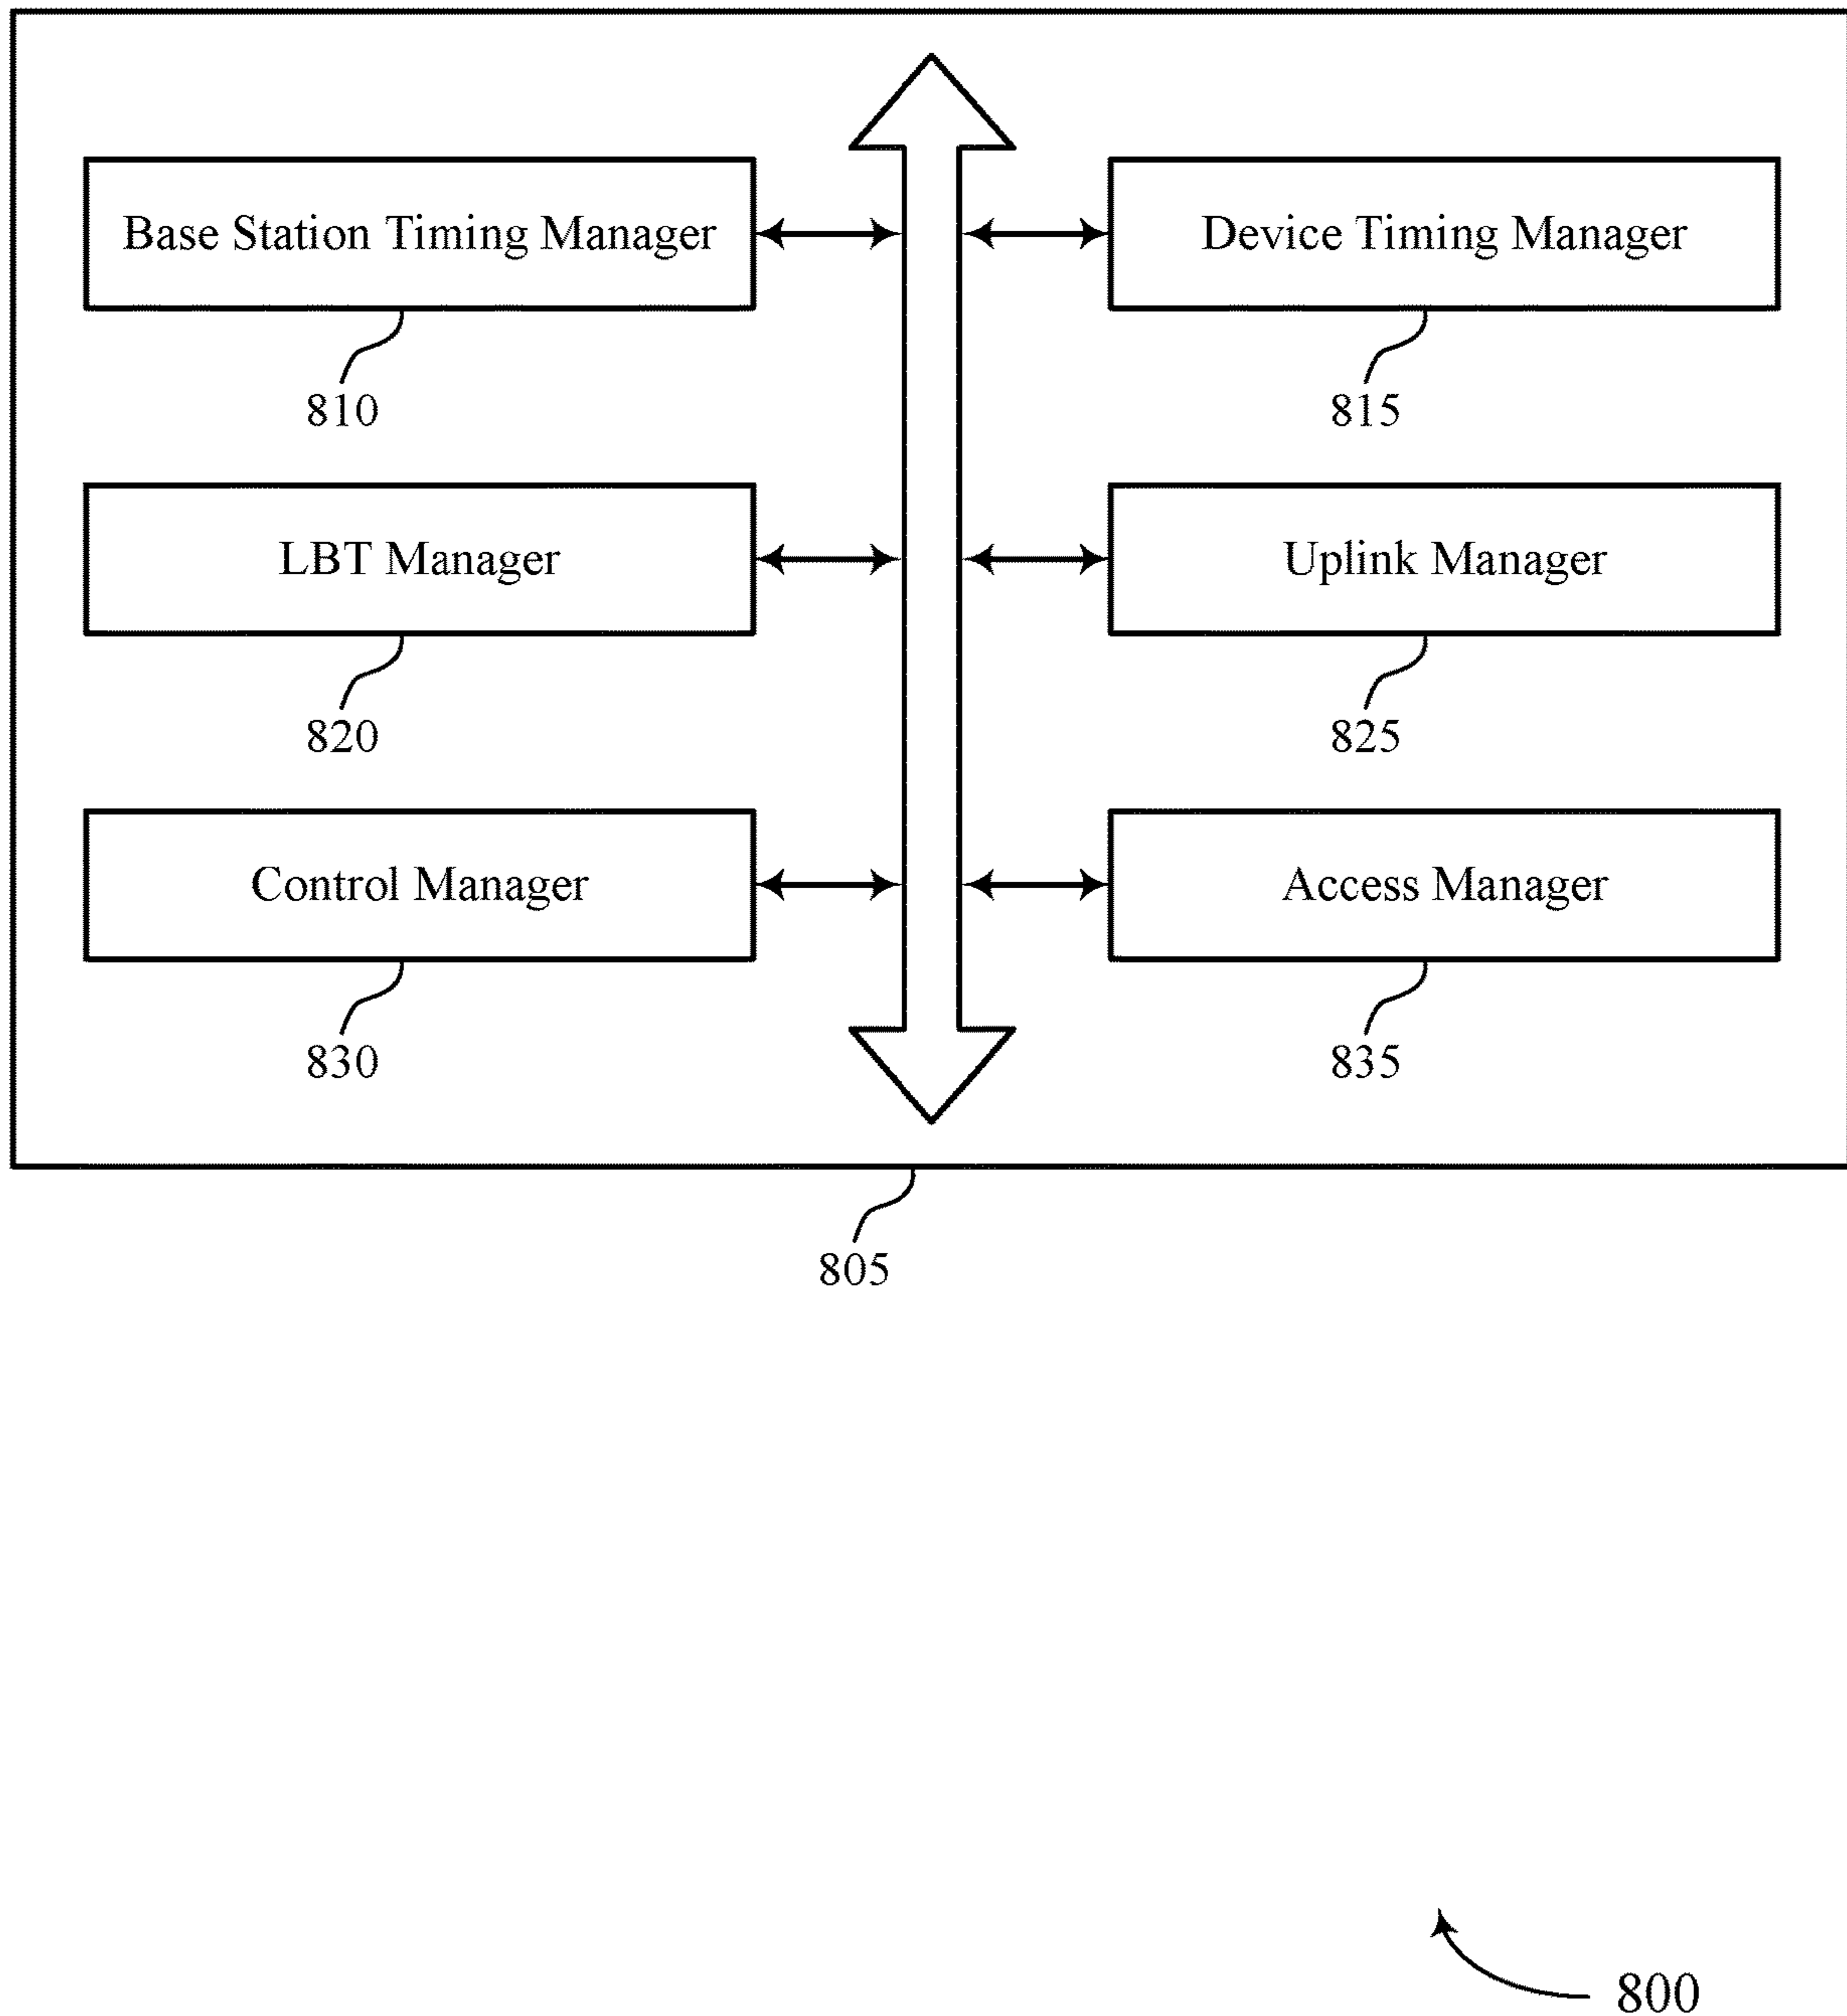 Base Station Timing Manager
Device Timing Manager
810
815
LBT Manager
Uplink Manager
820
825
Control Manager
Access Manager
830
835
805
800